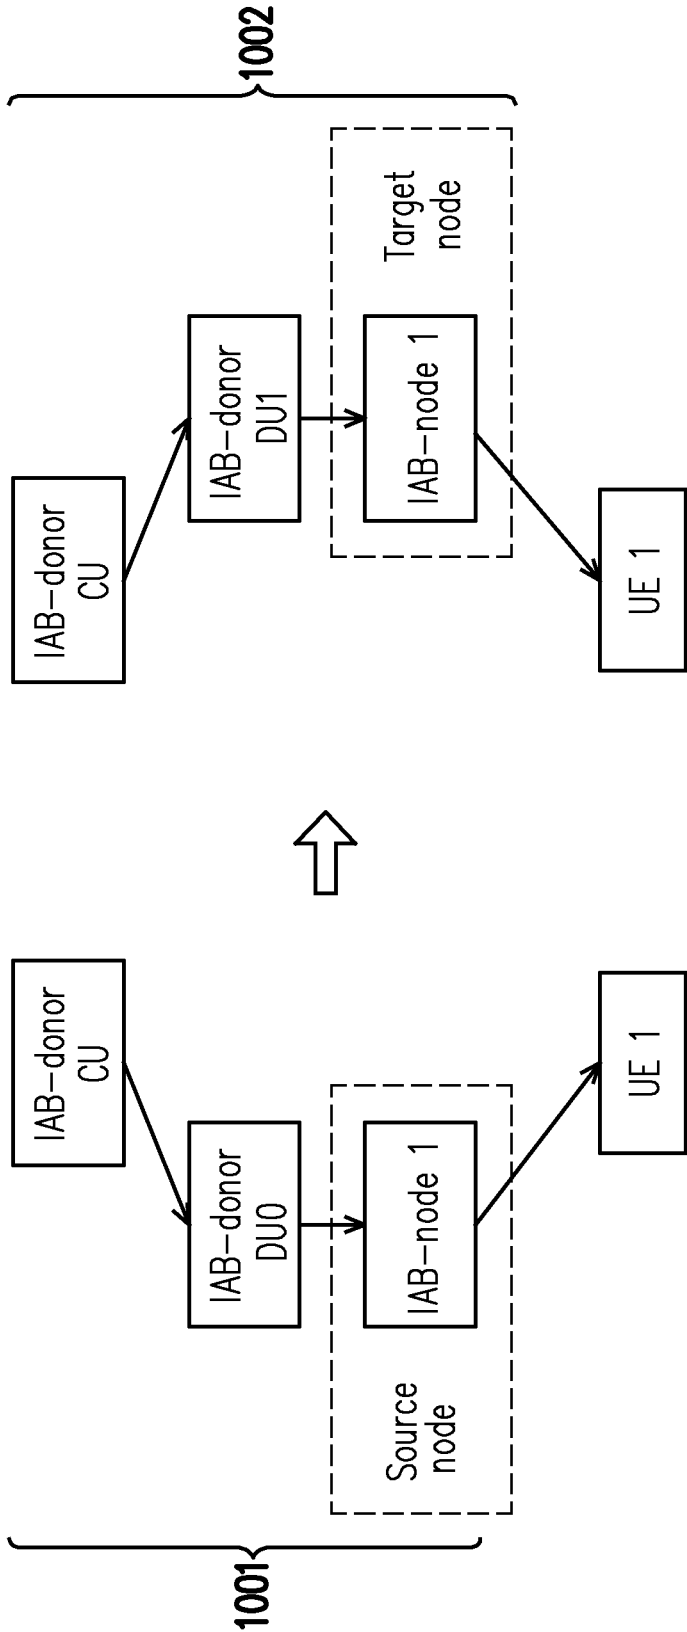 1001
IAB-donor
CU
IAB-donor
DU0
Source
node
IAB-node 1
UE 1
IAB-donor
CU
IAB-donor
DU1
IAB-node 1
Target
node
UE 1
1002